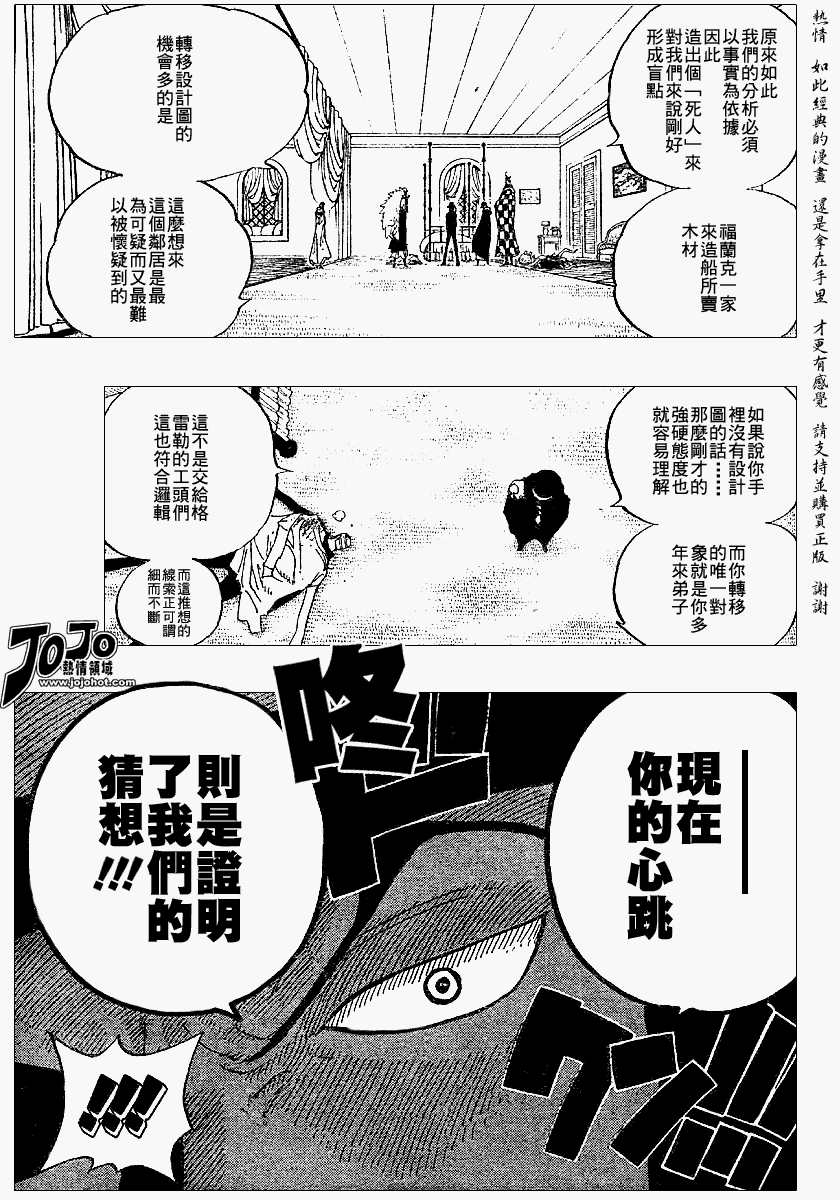 原來如此
我們的分析必須
以事實為依據
因此
造出個「死人」來
對我們來說剛好
形成盲點
福蘭克一家
來造船所賣
木材
轉移設計圖的
機會多的是
這麼想來
這個鄰居是最
為可疑而又最難
以被懷疑到的
如果說你手
裡沒有設計
圖的話……
那麼剛才的
強硬態度也
就容易理解
而你轉移
的唯一對
象就是你多
年來弟子
這不是交給格
雷勒的工頭們
這也符合邏輯
而這推想的
線索正可謂
細而不斷
現在
你的心跳
咚
ドクン!!!
則是證明
了我們的
猜想!!!
!!!
JOJO
熱情領域
www.jojohot.com
熱情 如此經典的漫畫 還是拿在手里 才更有感覺 請支持並購買正版 謝謝